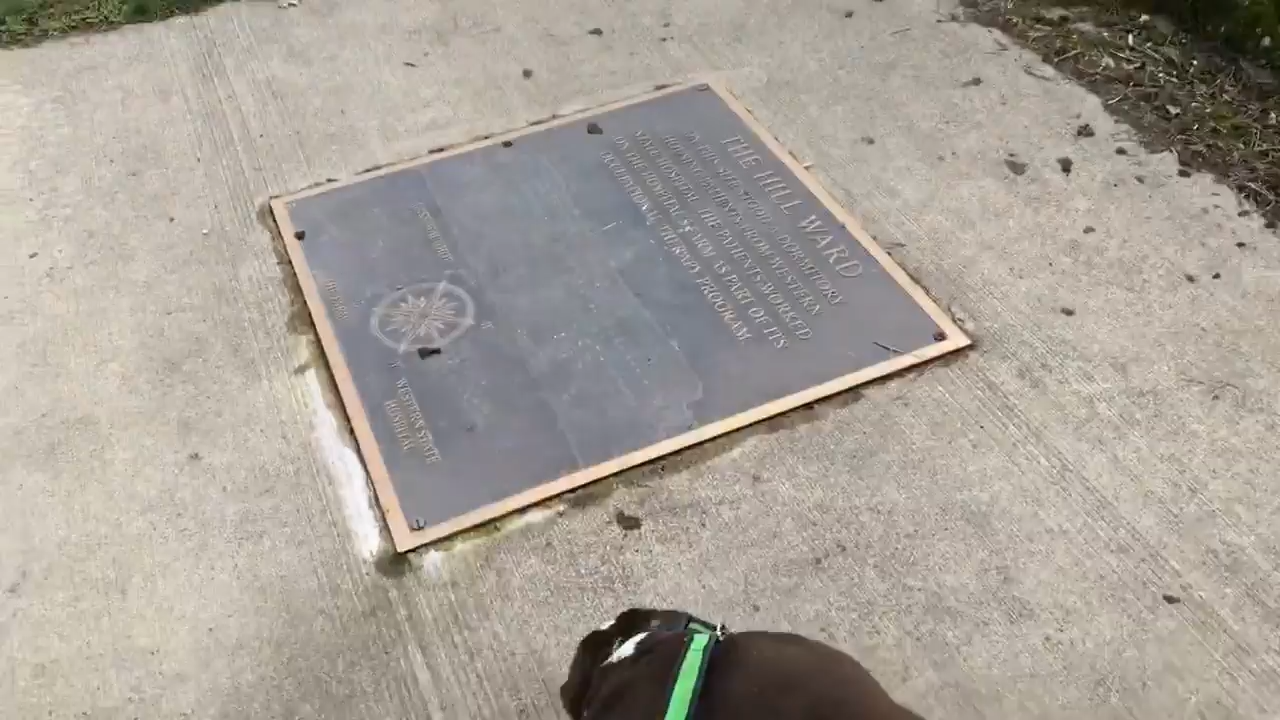 THE HILL WARD
ON THIS SITE STOOD A DORMITORY
HOUSING PATIENTS FROM WESTERN
STATE HOSPITAL. THE PATIENTS WORKED
ON THE HOSPITAL'S FARM AS PART OF ITS
OCCUPATIONAL THERAPY PROGRAM.
WESTERN STATE
HOSPITAL